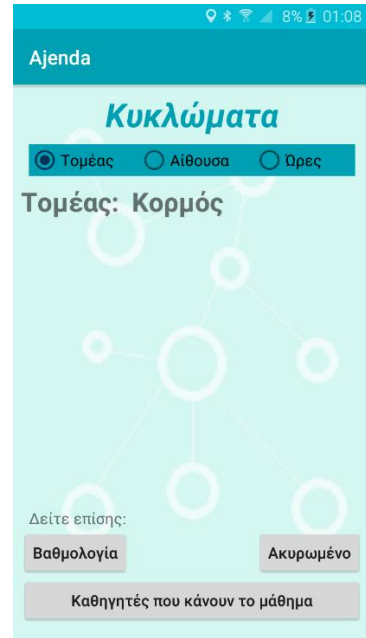 8% 01:08
Ajenda
Κυκλώματα
Τομέας Αίθουσα Ώρες
Τομέας: Κορμός
Δείτε επίσης:
Βαθμολογία Ακυρωμένο
Καθηγητές που κάνουν το μάθημα